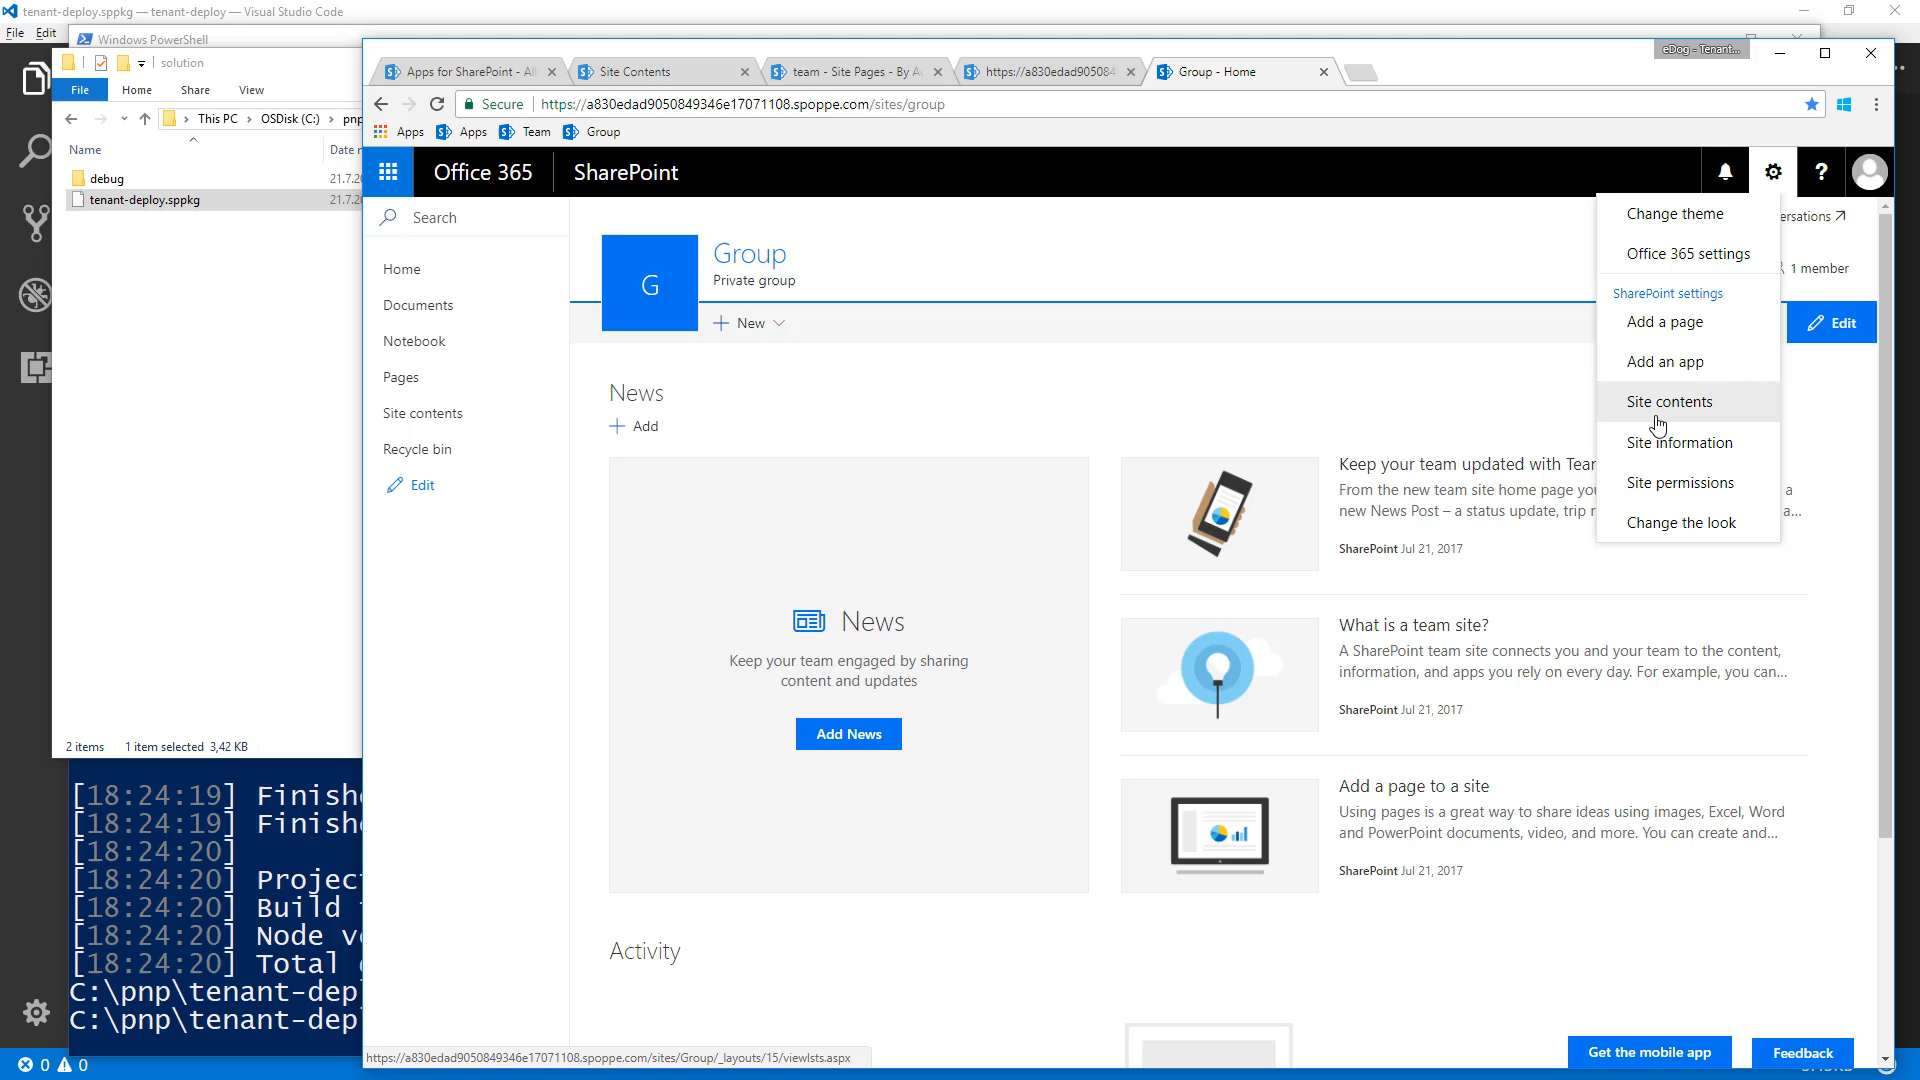 tenant-deploy.sppkg — tenant-deploy — Visual Studio Code
File Edit
Windows PowerShell
solution
File Home Share View
This PC › OSDisk (C:) › pnp
Name
Date
debug 21.7.20
tenant-deploy.sppkg 21.7.20
2 items 1 item selected 3,42 KB
[18:24:19] Finishe
[18:24:19] Finishe
[18:24:20]
[18:24:20] Project
[18:24:20] Build
[18:24:20] Node ve
[18:24:20] Total
C:\pnp\tenant-depl
C:\pnp\tenant-depl
0 0
eDog - Tenant...
Apps for SharePoint - All
Site Contents
team - Site Pages - By Au
https://a830edad90508
Group - Home
Secure https://a830edad9050849346e17071108.spoppe.com/sites/group
Apps Apps Team Group
Office 365 SharePoint
?
Search
Home
Documents
Notebook
Pages
Site contents
Recycle bin
Edit
G
Group
Private group
ersations
1 member
New
Edit
Change theme
Office 365 settings
SharePoint settings
Add a page
Add an app
Site contents
Site information
Site permissions
Change the look
News
Add
News
Keep your team engaged by sharing
content and updates
Add News
Keep your team updated with Tear
From the new team site home page you a
new News Post – a status update, trip r a...
SharePoint Jul 21, 2017
What is a team site?
A SharePoint team site connects you and your team to the content,
information, and apps you rely on every day. For example, you can...
SharePoint Jul 21, 2017
Add a page to a site
Using pages is a great way to share ideas using images, Excel, Word
and PowerPoint documents, video, and more. You can create and...
SharePoint Jul 21, 2017
Activity
Get the mobile app
Feedback
https://a830edad9050849346e17071108.spoppe.com/sites/Group/_layouts/15/viewlsts.aspx